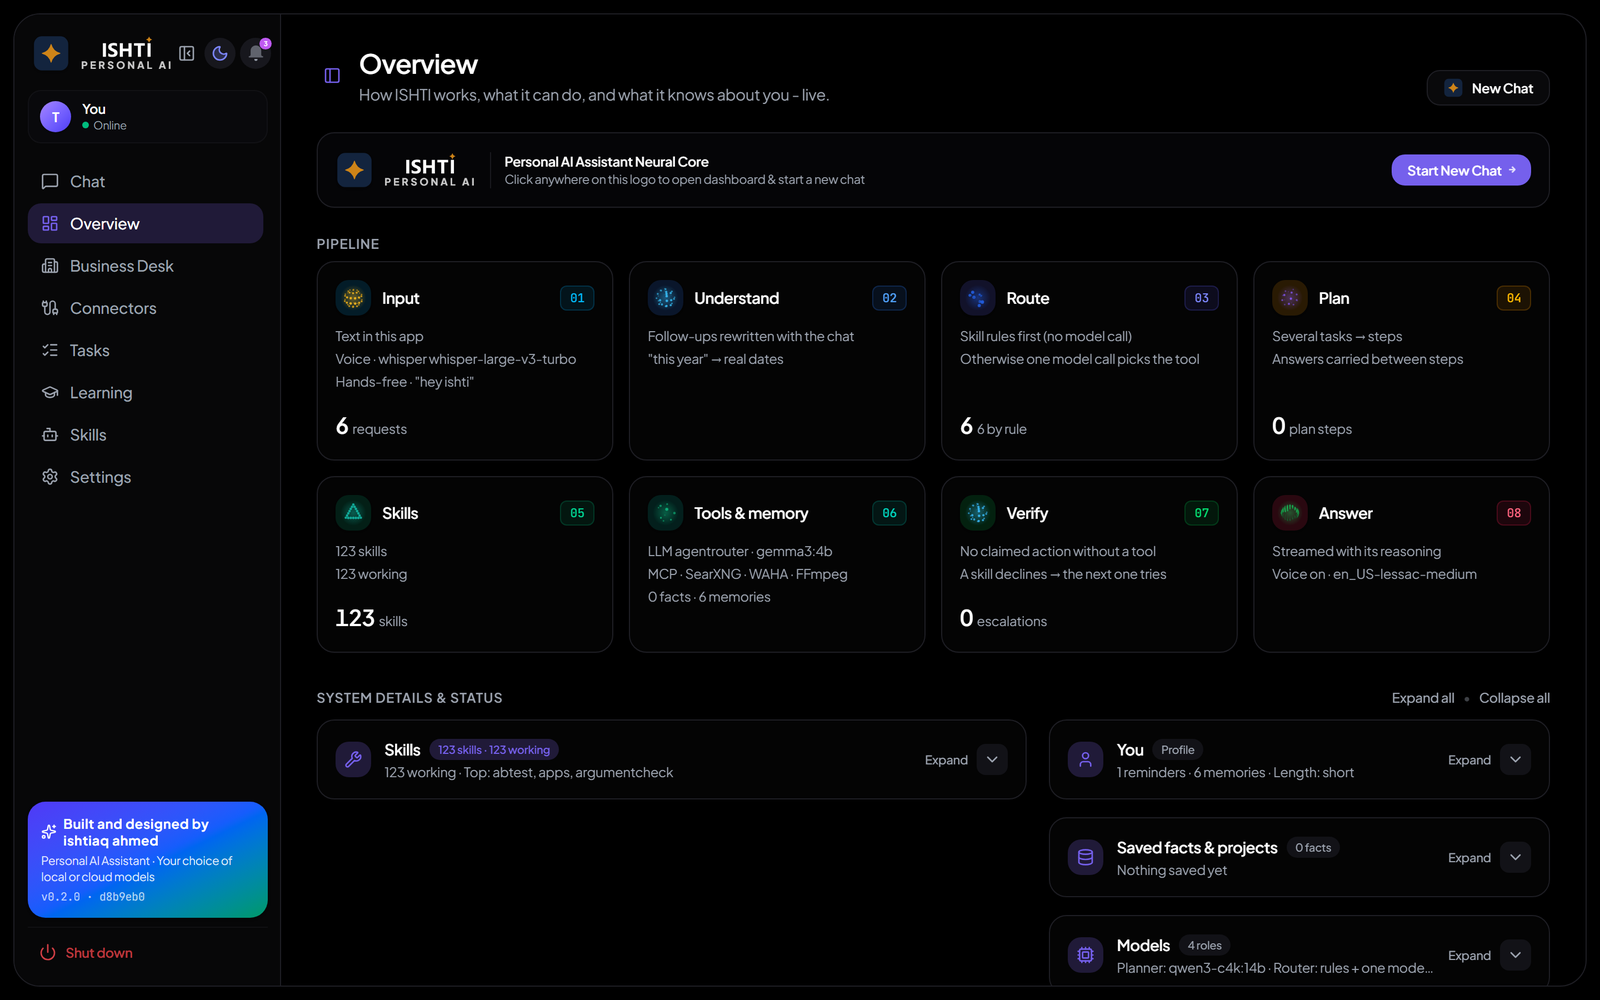 ISHTI
PERSONAL AI
3
T
You
Online
Chat
Overview
Business Desk
Connectors
Tasks
Learning
Skills
Settings
Built and designed by
ishtiaq ahmed
Personal AI Assistant · Your choice of
local or cloud models
v0.2.0 · d8b9eb0
Shut down
Overview
How ISHTI works, what it can do, and what it knows about you - live.
New Chat
ISHTI
PERSONAL AI
Personal AI Assistant Neural Core
Click anywhere on this logo to open dashboard & start a new chat
Start New Chat →
PIPELINE
Input
01
Text in this app
Voice · whisper whisper-large-v3-turbo
Hands-free · "hey ishti"
6 requests
Understand
02
Follow-ups rewritten with the chat
"this year" → real dates
Route
03
Skill rules first (no model call)
Otherwise one model call picks the tool
6 6 by rule
Plan
04
Several tasks → steps
Answers carried between steps
0 plan steps
Skills
05
123 skills
123 working
123 skills
Tools & memory
06
LLM agentrouter · gemma3:4b
MCP · SearXNG · WAHA · FFmpeg
0 facts · 6 memories
Verify
07
No claimed action without a tool
A skill declines → the next one tries
0 escalations
Answer
08
Streamed with its reasoning
Voice on · en_US-lessac-medium
SYSTEM DETAILS & STATUS
Expand all • Collapse all
Skills 123 skills · 123 working
123 working · Top: abtest, apps, argumentcheck
Expand
You Profile
1 reminders · 6 memories · Length: short
Expand
Saved facts & projects 0 facts
Nothing saved yet
Expand
Models 4 roles
Planner: qwen3-c4k:14b · Router: rules + one mode...
Expand